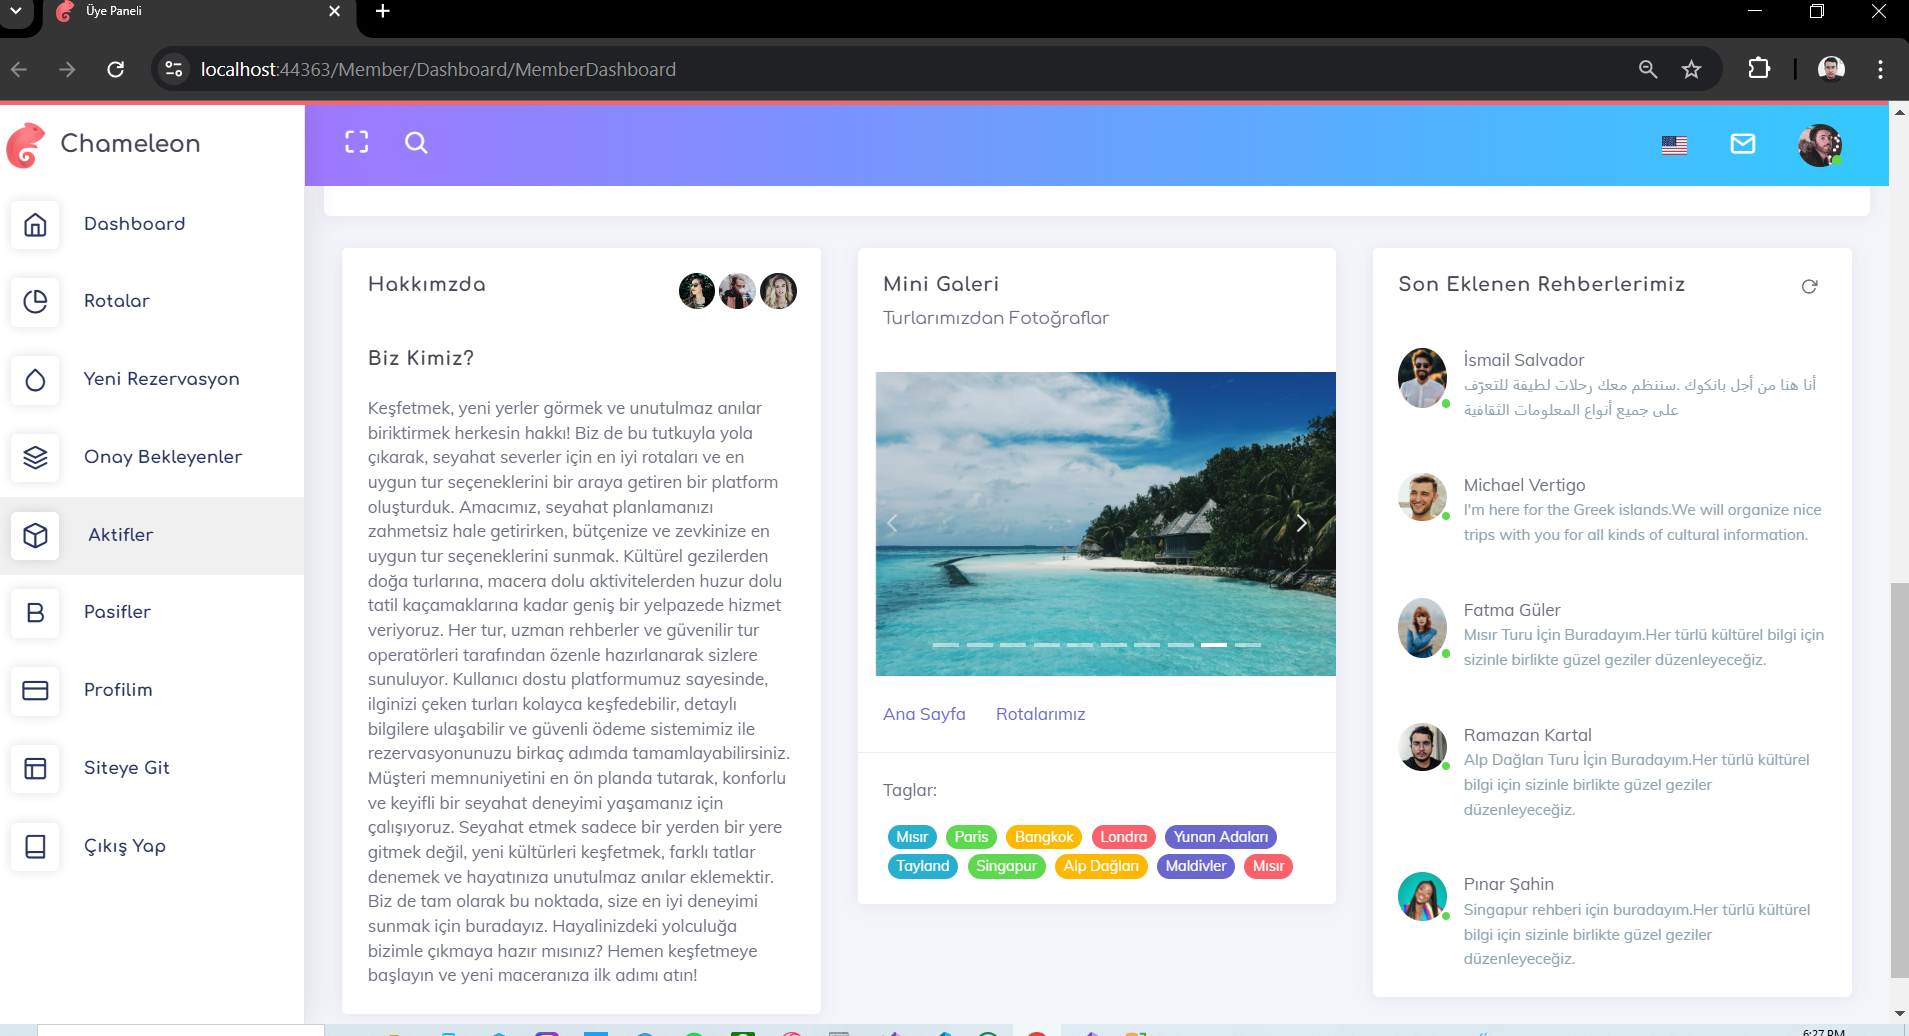 Üye Paneli
localhost:44363/Member/Dashboard/MemberDashboard
Chameleon
Dashboard
Rotalar
Yeni Rezervasyon
Onay Bekleyenler
Aktifler
Pasifler
Profilim
Siteye Git
Çıkış Yap
Hakkımzda
Biz Kimiz?
Keşfetmek, yeni yerler görmek ve unutulmaz anılar
biriktirmek herkesin hakkı! Biz de bu tutkuyla yola
çıkarak, seyahat severler için en iyi rotaları ve en
uygun tur seçeneklerini bir araya getiren bir platform
oluşturduk. Amacımız, seyahat planlamanızı
zahmetsiz hale getirirken, bütçenize ve zevkinize en
uygun tur seçeneklerini sunmak. Kültürel gezilerden
doğa turlarına, macera dolu aktivitelerden huzur dolu
tatil kaçamaklarına kadar geniş bir yelpazede hizmet
veriyoruz. Her tur, uzman rehberler ve güvenilir tur
operatörleri tarafından özenle hazırlanarak sizlere
sunuluyor. Kullanıcı dostu platformumuz sayesinde,
ilginizi çeken turları kolayca keşfedebilir, detaylı
bilgilere ulaşabilir ve güvenli ödeme sistemimiz ile
rezervasyonunuzu birkaç adımda tamamlayabilirsiniz.
Müşteri memnuniyetini en ön planda tutarak, konforlu
ve keyifli bir seyahat deneyimi yaşamanız için
çalışıyoruz. Seyahat etmek sadece bir yerden bir yere
gitmek değil, yeni kültürleri keşfetmek, farklı tatlar
denemek ve hayatınıza unutulmaz anılar eklemektir.
Biz de tam olarak bu noktada, size en iyi deneyimi
sunmak için buradayız. Hayalinizdeki yolculuğa
bizimle çıkmaya hazır mısınız? Hemen keşfetmeye
başlayın ve yeni maceranıza ilk adımı atın!
Mini Galeri
Turlarımızdan Fotoğraflar
Ana Sayfa Rotalarımız
Taglar:
Mısır Paris Bangkok Londra Yunan Adaları
Tayland Singapur Alp Dağları Maldivler Mısır
Son Eklenen Rehberlerimiz
İsmail Salvador
أنا هنا من أجل بانكوك .سننظم معك رحلات لطيفة للتعرّف
على جميع أنواع المعلومات الثقافية
Michael Vertigo
I'm here for the Greek islands.We will organize nice
trips with you for all kinds of cultural information.
Fatma Güler
Mısır Turu İçin Buradayım.Her türlü kültürel bilgi için
sizinle birlikte güzel geziler düzenleyeceğiz.
Ramazan Kartal
Alp Dağları Turu İçin Buradayım.Her türlü kültürel
bilgi için sizinle birlikte güzel geziler
düzenleyeceğiz.
Pınar Şahin
Singapur rehberi için buradayım.Her türlü kültürel
bilgi için sizinle birlikte güzel geziler
düzenleyeceğiz.
6:27 PM